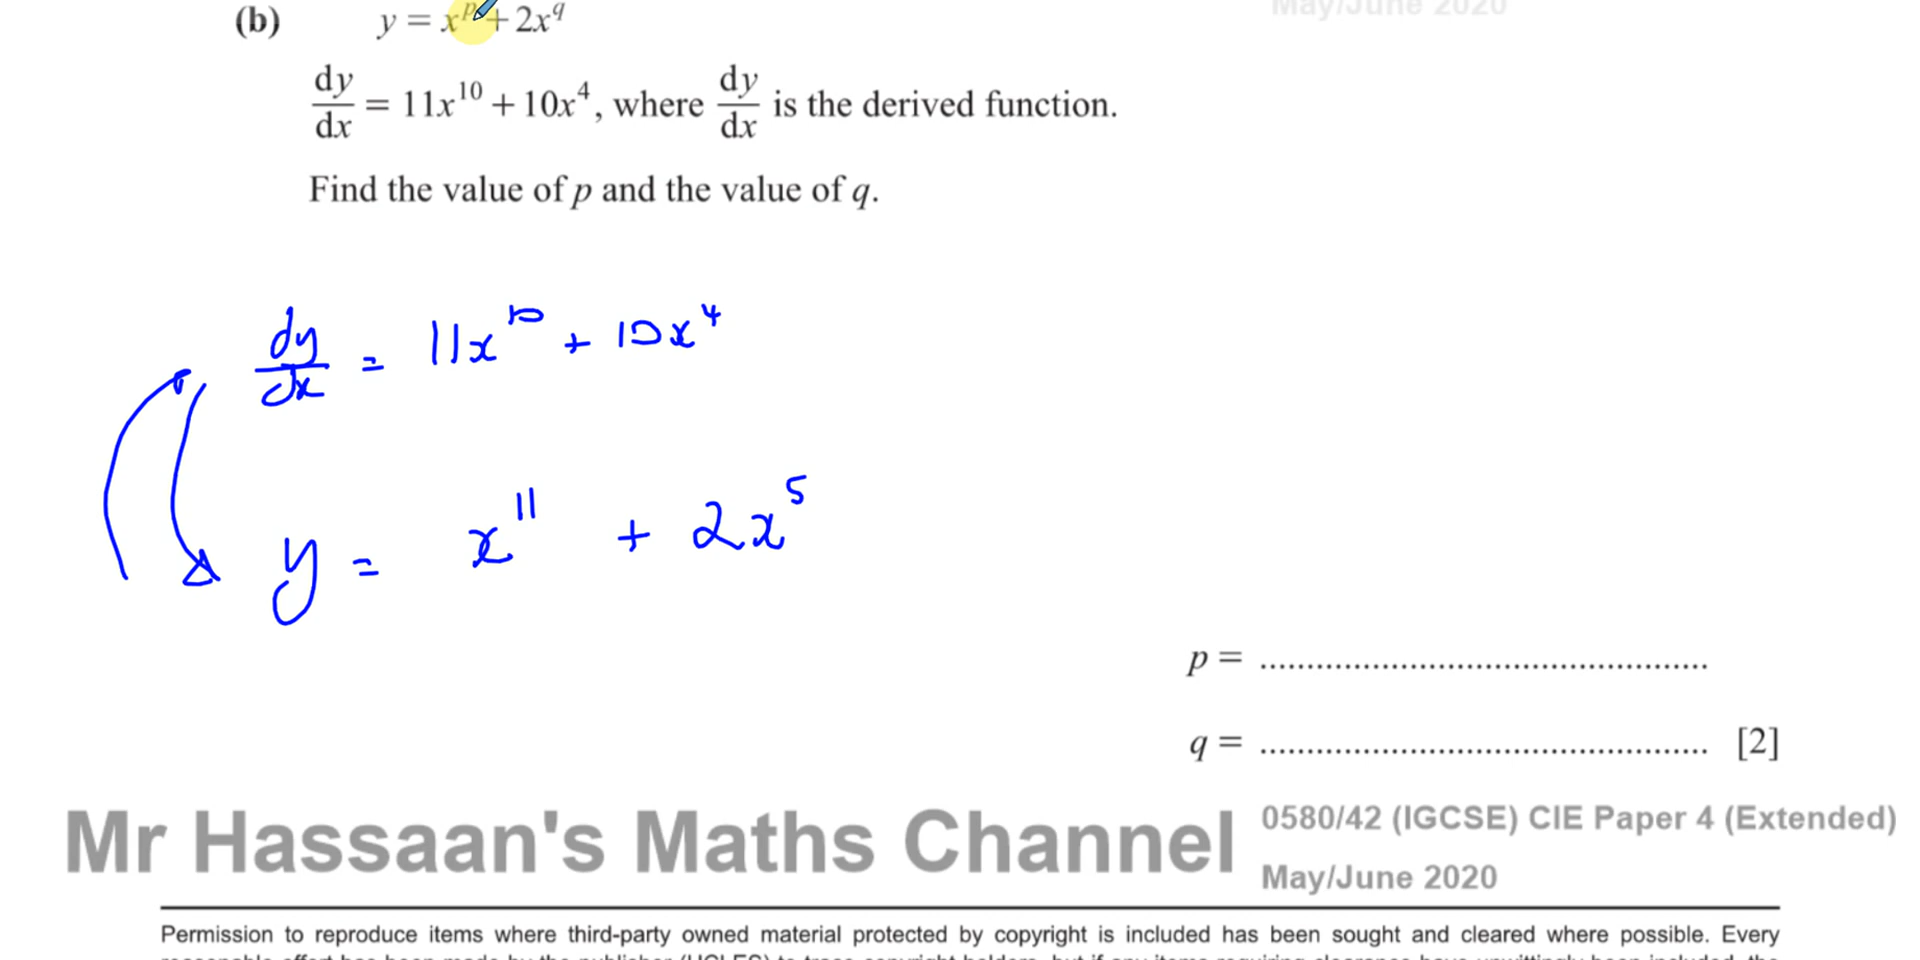 May/June 2020
(b) y = x^p + 2x^q
dy/dx = 11x^10 + 10x^4, where dy/dx is the derived function.
Find the value of p and the value of q.
dy/dx = 11x^10 + 10x^4
y = x^11 + 2x^5
p = ................................................
q = ................................................ [2]
Mr Hassaan's Maths Channel
0580/42 (IGCSE) CIE Paper 4 (Extended)
May/June 2020
Permission to reproduce items where third-party owned material protected by copyright is included has been sought and cleared where possible. Every